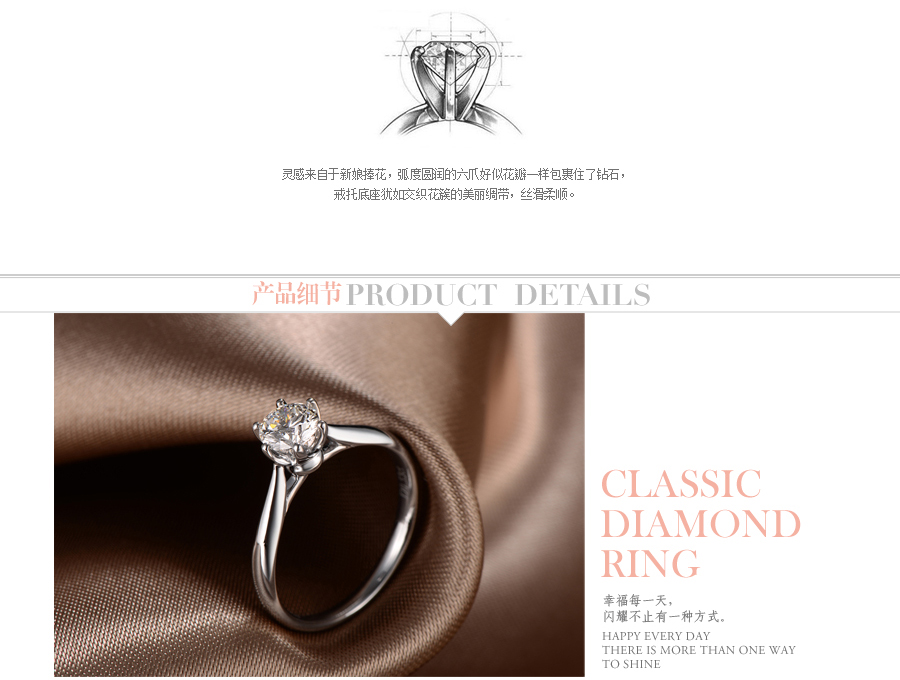 灵感来自于新娘捧花，弧度圆润的六爪好似花瓣一样包裹住了钻石，
戒托底座犹如交织花簇的美丽绸带，丝滑柔顺。
产品细节 PRODUCT DETAILS
CLASSIC
DIAMOND
RING
幸福每一天，
闪耀不止有一种方式。
HAPPY EVERY DAY
THERE IS MORE THAN ONE WAY
TO SHINE